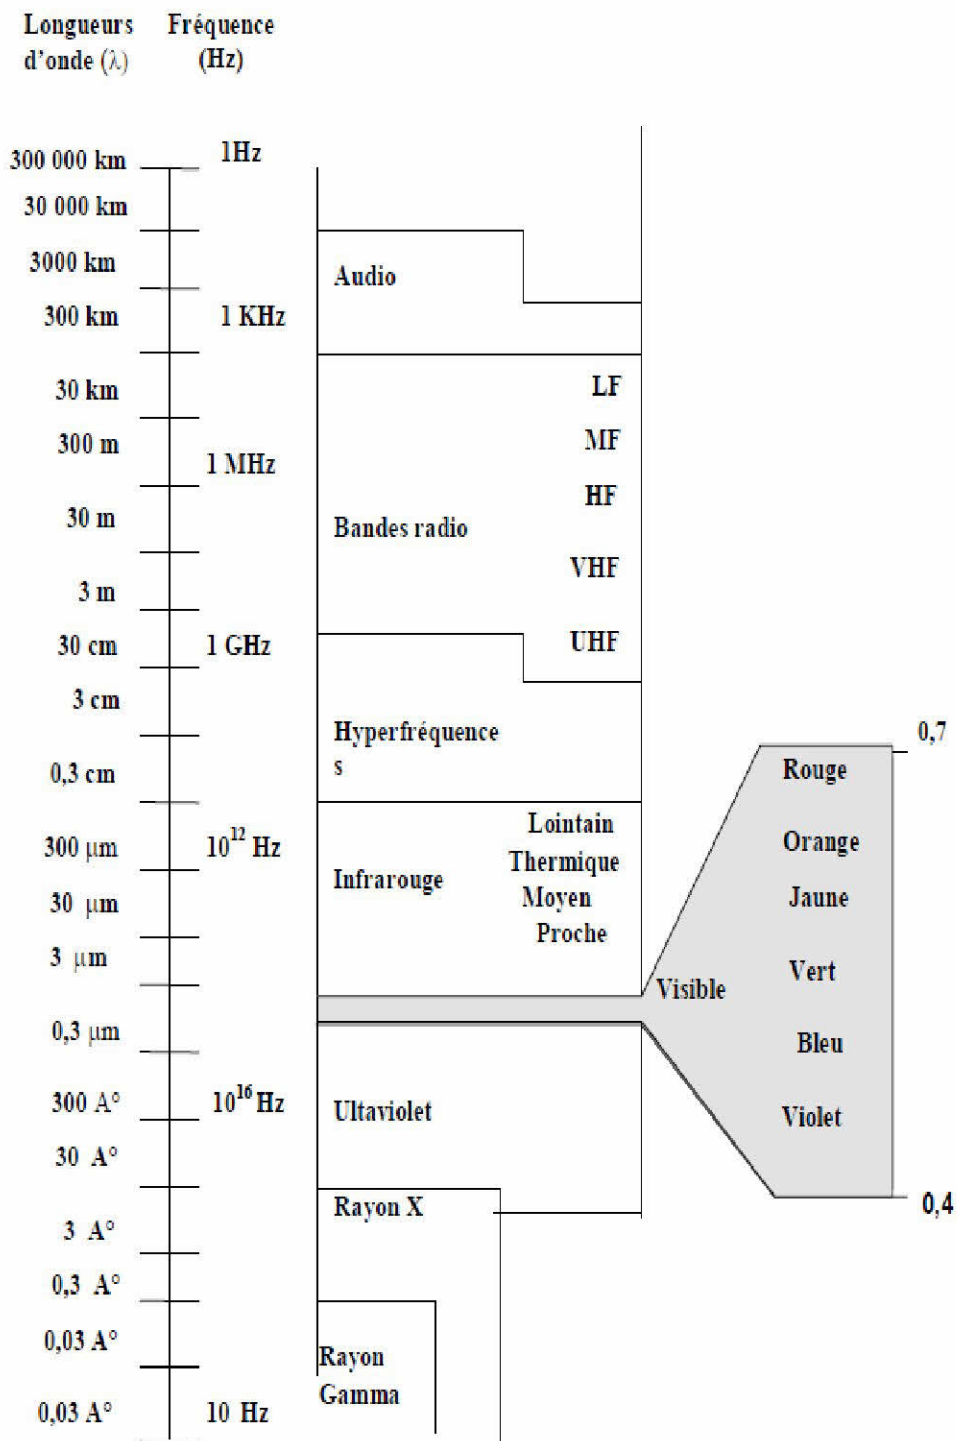 Longueurs Fréquence
d'onde (λ) (Hz)
300 000 km 1Hz
30 000 km
3000 km
Audio
300 km 1 KHz
30 km LF
300 m MF
1 MHz
HF
30 m
Bandes radio
VHF
3 m
30 cm 1 GHz UHF
3 cm
Hyperfréquence
s
0,7
0,3 cm Rouge
Lointain
300 µm 10¹² Hz Thermique Orange
Infrarouge
30 µm Moyen Jaune
Proche
3 µm
Visible Vert
0,3 µm Bleu
300 A° 10¹⁶ Hz Ultaviolet Violet
30 A°
Rayon X 0,4
3 A°
0,3 A°
0,03 A°
Rayon
Gamma
0,03 A° 10 Hz